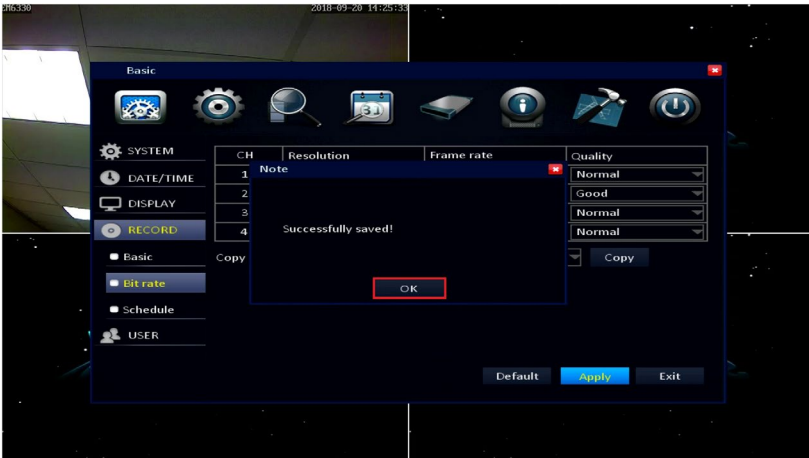 2M6330
2018-09-20 14:25:33
Basic
31
SYSTEM
DATE/TIME
DISPLAY
RECORD
Basic
Bit rate
Schedule
USER
CH Resolution Frame rate Quality
1 Normal
2 Good
3 Normal
4 Normal
Note
Successfully saved!
OK
Copy Copy
Default Apply Exit